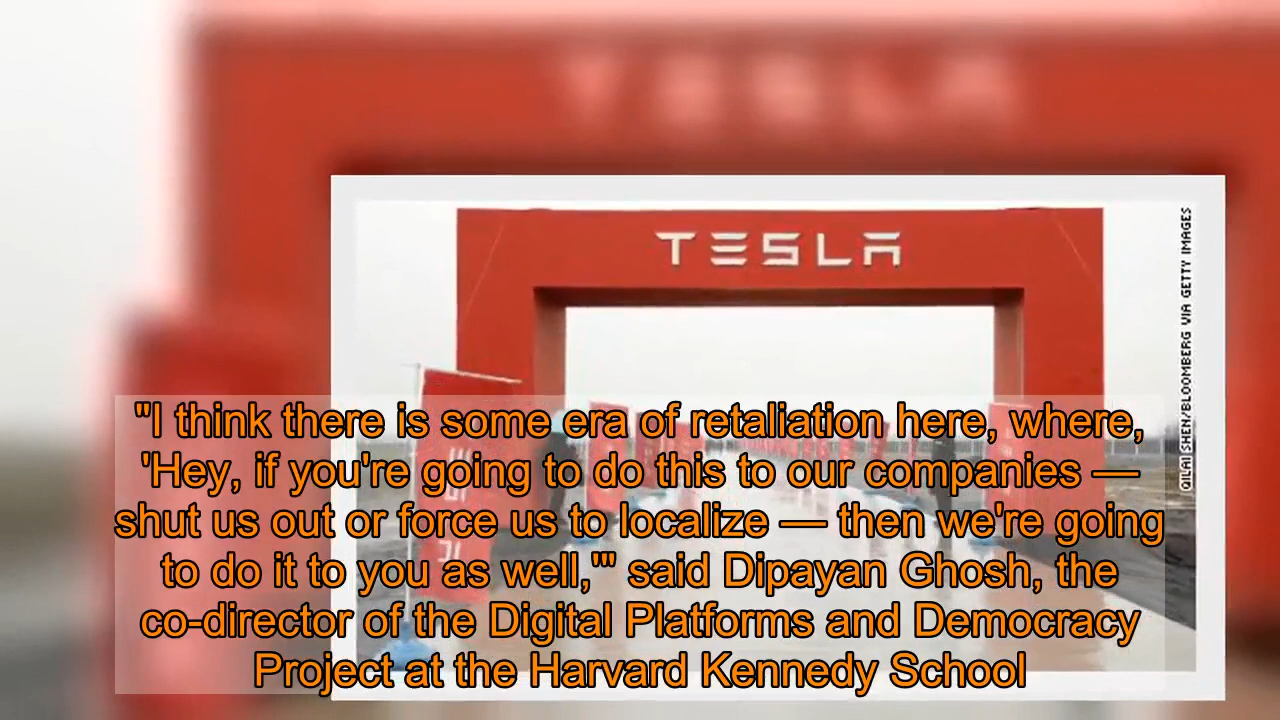 TESLA
TESLA
QILAI SHEN/BLOOMBERG VIA GETTY IMAGES
"I think there is some era of retaliation here, where,
'Hey, if you're going to do this to our companies —
shut us out or force us to localize — then we're going
to do it to you as well,'" said Dipayan Ghosh, the
co-director of the Digital Platforms and Democracy
Project at the Harvard Kennedy School